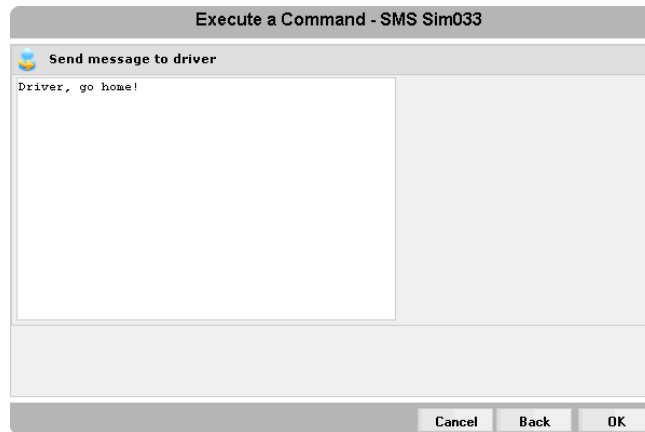 Execute a Command - SMS Sim033
Send message to driver
Driver, go home!
Cancel Back OK